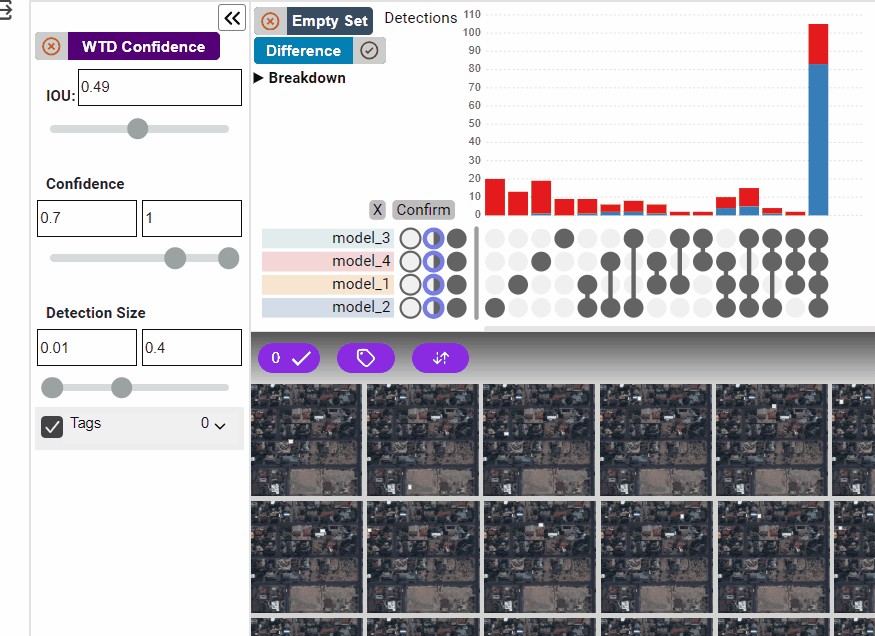 WTD Confidence
IOU:
0.49
Confidence
0.7
1
Detection Size
0.01
0.4
Tags
0
Empty Set
Difference
Breakdown
Detections
110
100
90
80
70
60
50
40
30
20
10
0
X
Confirm
model_3
model_4
model_1
model_2
0